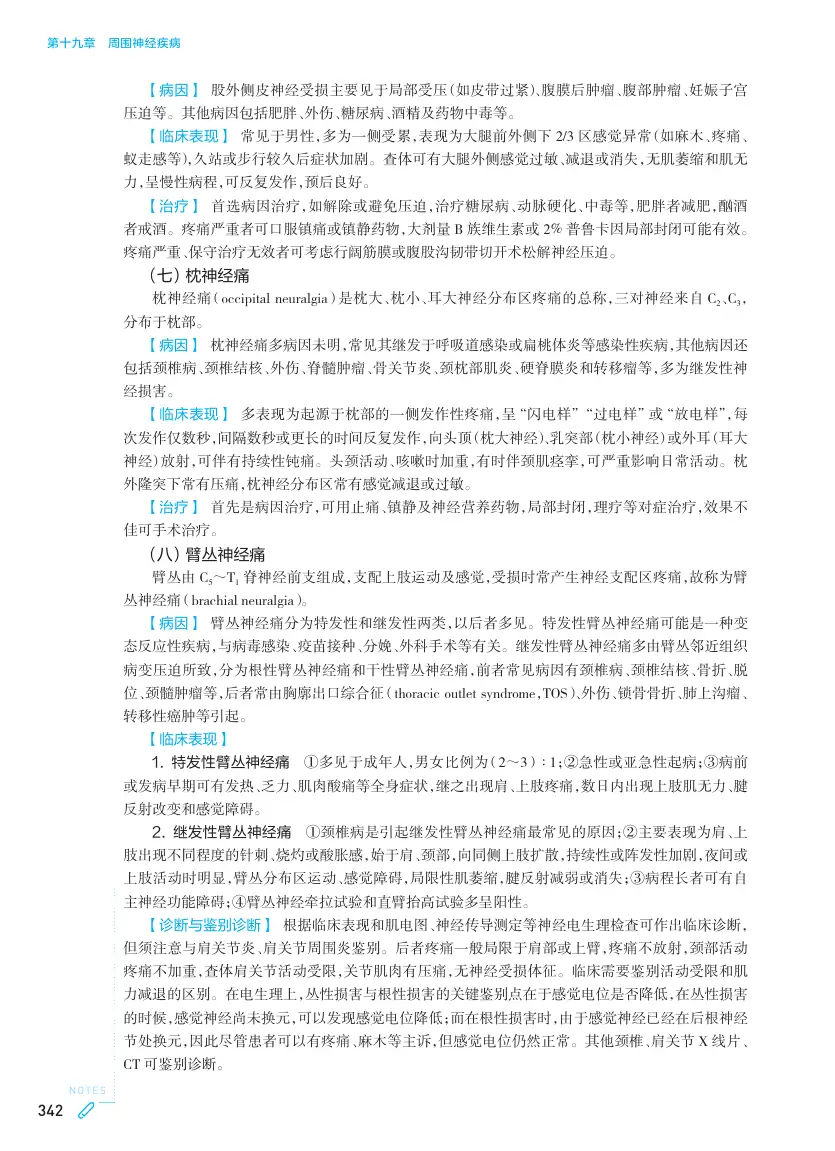 第十九章 周围神经疾病
【病因】 股外侧皮神经受损主要见于局部受压(如皮带过紧)、腹膜后肿瘤、腹部肿瘤、妊娠子宫
压迫等。其他病因包括肥胖、外伤、糖尿病、酒精及药物中毒等。
【临床表现】 常见于男性,多为一侧受累,表现为大腿前外侧下 2/3 区感觉异常(如麻木、疼痛、
蚁走感等),久站或步行较久后症状加剧。查体可有大腿外侧感觉过敏、减退或消失,无肌萎缩和肌无
力,呈慢性病程,可反复发作,预后良好。
【治疗】 首选病因治疗,如解除或避免压迫,治疗糖尿病、动脉硬化、中毒等,肥胖者减肥,酗酒
者戒酒。疼痛严重者可口服镇痛或镇静药物,大剂量 B 族维生素或 2% 普鲁卡因局部封闭可能有效。
疼痛严重、保守治疗无效者可考虑行阔筋膜或腹股沟韧带切开术松解神经压迫。
(七)枕神经痛
枕神经痛(occipital neuralgia)是枕大、枕小、耳大神经分布区疼痛的总称,三对神经来自 C₂、C₃,
分布于枕部。
【病因】 枕神经痛多病因未明,常见其继发于呼吸道感染或扁桃体炎等感染性疾病,其他病因还
包括颈椎病、颈椎结核、外伤、脊髓肿瘤、骨关节炎、颈枕部肌炎、硬脊膜炎和转移瘤等,多为继发性神
经损害。
【临床表现】 多表现为起源于枕部的一侧发作性疼痛,呈 “闪电样” “过电样” 或 “放电样”,每
次发作仅数秒,间隔数秒或更长的时间反复发作,向头顶(枕大神经)、乳突部(枕小神经)或外耳(耳大
神经)放射,可伴有持续性钝痛。头颈活动、咳嗽时加重,有时伴颈肌痉挛,可严重影响日常活动。枕
外隆突下常有压痛,枕神经分布区常有感觉减退或过敏。
【治疗】 首先是病因治疗,可用止痛、镇静及神经营养药物,局部封闭,理疗等对症治疗,效果不
佳可手术治疗。
(八)臂丛神经痛
臂丛由 C₅～T₁ 脊神经前支组成,支配上肢运动及感觉,受损时常产生神经支配区疼痛,故称为臂
丛神经痛(brachial neuralgia)。
【病因】 臂丛神经痛分为特发性和继发性两类,以后者多见。特发性臂丛神经痛可能是一种变
态反应性疾病,与病毒感染、疫苗接种、分娩、外科手术等有关。继发性臂丛神经痛多由臂丛邻近组织
病变压迫所致,分为根性臂丛神经痛和干性臂丛神经痛,前者常见病因有颈椎病、颈椎结核、骨折、脱
位、颈髓肿瘤等,后者常由胸廓出口综合征(thoracic outlet syndrome,TOS)、外伤、锁骨骨折、肺上沟瘤、
转移性癌肿等引起。
【临床表现】
1. 特发性臂丛神经痛 ①多见于成年人,男女比例为(2～3)∶1;②急性或亚急性起病;③病前
或发病早期可有发热、乏力、肌肉酸痛等全身症状,继之出现肩、上肢疼痛,数日内出现上肢肌无力、腱
反射改变和感觉障碍。
2. 继发性臂丛神经痛 ①颈椎病是引起继发性臂丛神经痛最常见的原因;②主要表现为肩、上
肢出现不同程度的针刺、烧灼或酸胀感,始于肩、颈部,向同侧上肢扩散,持续性或阵发性加剧,夜间或
上肢活动时明显,臂丛分布区运动、感觉障碍,局限性肌萎缩,腱反射减弱或消失;③病程长者可有自
主神经功能障碍;④臂丛神经牵拉试验和直臂抬高试验多呈阳性。
【诊断与鉴别诊断】 根据临床表现和肌电图、神经传导测定等神经电生理检查可作出临床诊断,
但须注意与肩关节炎、肩关节周围炎鉴别。后者疼痛一般局限于肩部或上臂,疼痛不放射,颈部活动
疼痛不加重,查体肩关节活动受限,关节肌肉有压痛,无神经受损体征。临床需要鉴别活动受限和肌
力减退的区别。在电生理上,丛性损害与根性损害的关键鉴别点在于感觉电位是否降低,在丛性损害
的时候,感觉神经尚未换元,可以发现感觉电位降低;而在根性损害时,由于感觉神经已经在后根神经
节处换元,因此尽管患者可以有疼痛、麻木等主诉,但感觉电位仍然正常。其他颈椎、肩关节 X 线片、
CT 可鉴别诊断。
NOTES
342